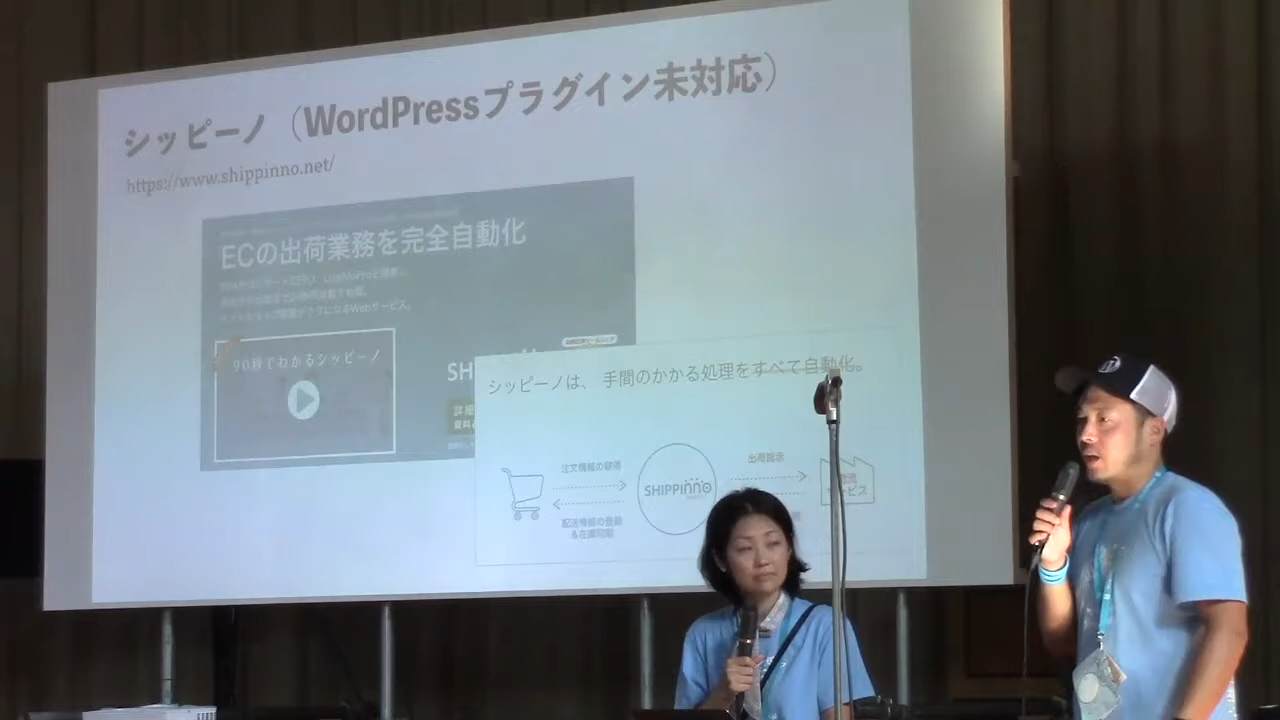 シッピーノ（WordPressプラグイン未対応）
https://www.shippinno.net/
ECの出荷業務を完全自動化
90秒でわかるシッピーノ
SH
詳細
シッピーノは、 手間のかかる処理をすべて自動化。
注文情報の取得
SHIPPINNO
配送情報の登録
&在庫同期
出荷指示